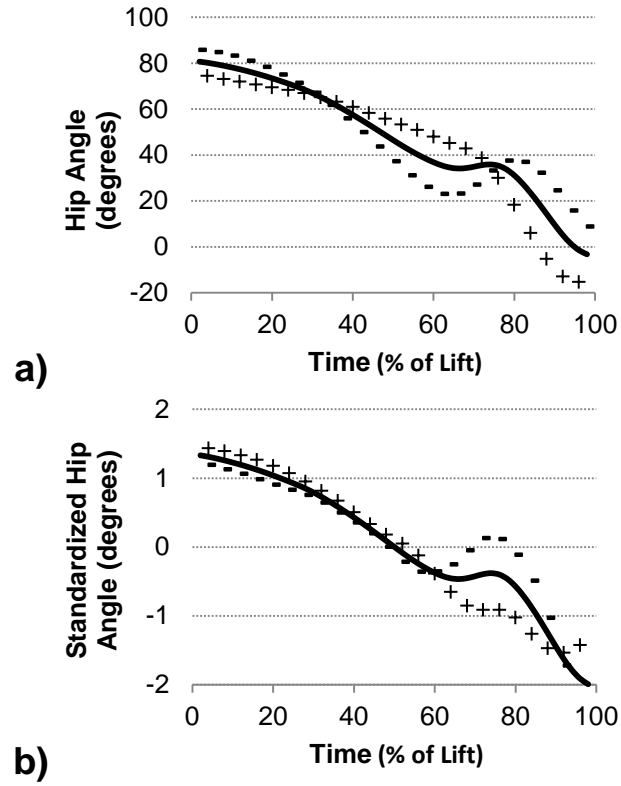 100
80
60
40
20
0
-20
Hip Angle
(degrees)
0 20 40 60 80 100
Time (% of Lift)
a)
2
1
0
-1
-2
Standardized Hip
Angle (degrees)
0 20 40 60 80 100
Time (% of Lift)
b)